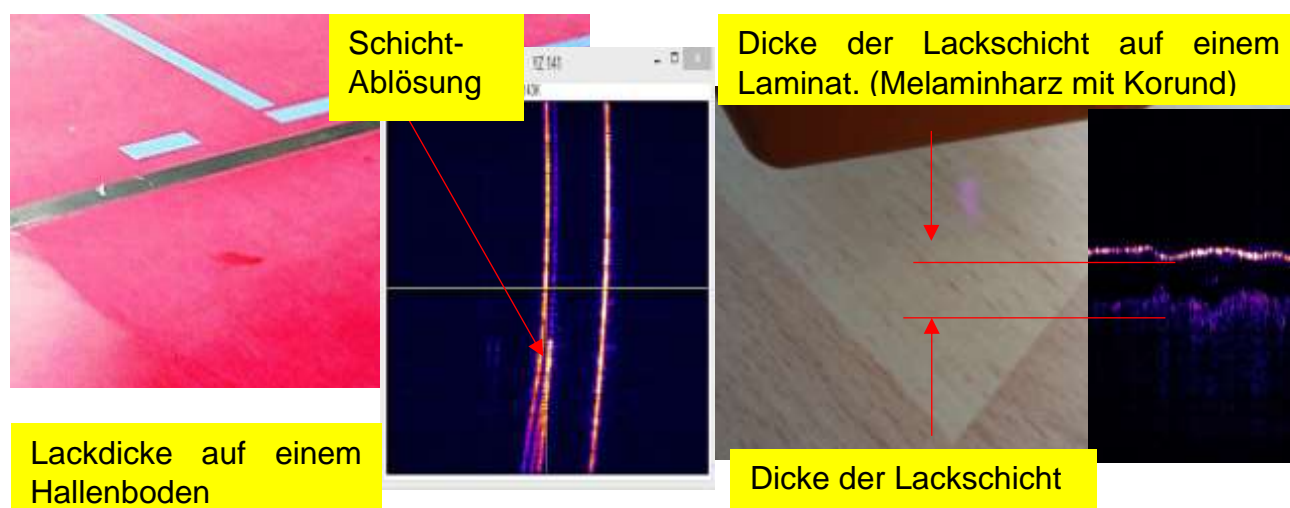 Schicht-
Ablösung
Dicke der Lackschicht auf einem
Laminat. (Melaminharz mit Korund)
Lackdicke auf einem
Hallenboden
Dicke der Lackschicht